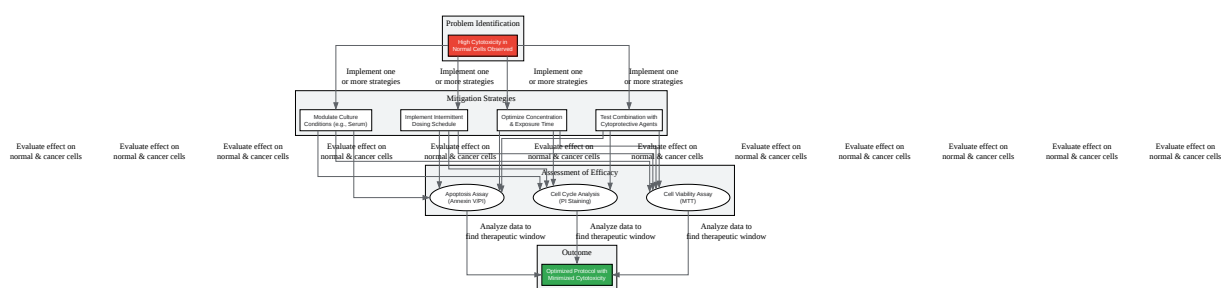 Problem Identification
High Cytotoxicity in
Normal Cells Observed
Implement one
or more strategies
Implement one
or more strategies
Implement one
or more strategies
Implement one
or more strategies
Mitigation Strategies
Modulate Culture
Conditions (e.g., Serum)
Implement Intermittent
Dosing Schedule
Optimize Concentration
& Exposure Time
Test Combination with
Cytoprotective Agents
Evaluate effect on
normal & cancer cells
Evaluate effect on
normal & cancer cells
Evaluate effect on
normal & cancer cells
Evaluate effect on
normal & cancer cells
Evaluate effect on
normal & cancer cells
Evaluate effect on
normal & cancer cells
Evaluate effect on
normal & cancer cells
Evaluate effect on
normal & cancer cells
Evaluate effect on
normal & cancer cells
Evaluate effect on
normal & cancer cells
Evaluate effect on
normal & cancer cells
Evaluate effect on
normal & cancer cells
Assessment of Efficacy
Apoptosis Assay
(Annexin V/PI)
Cell Cycle Analysis
(PI Staining)
Cell Viability Assay
(MTT)
Analyze data to
find therapeutic window
Analyze data to
find therapeutic window
Analyze data to
find therapeutic window
Outcome
Optimized Protocol with
Minimized Cytotoxicity